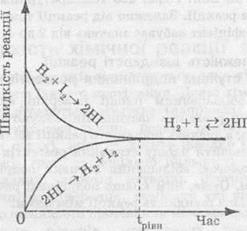 Швидкість реакції
H₂ + I₂ → 2HI
H₂ + I ⇄ 2HI
2HI → H₂ + I₂
0
tрівн
Час